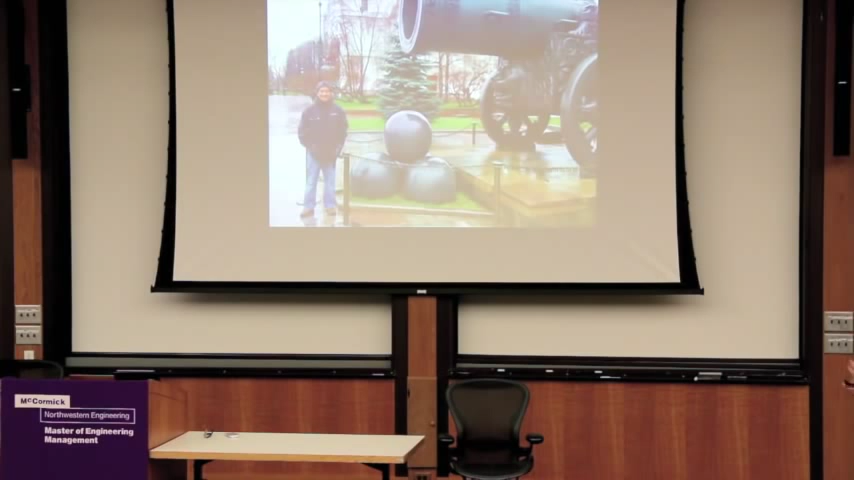 McCormick
Northwestern Engineering
Master of Engineering
Management